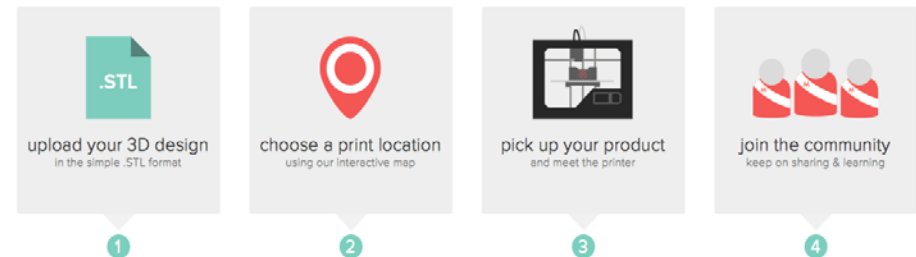 .STL
upload your 3D design
in the simple .STL format
1
choose a print location
using our interactive map
2
pick up your product
and meet the printer
3
join the community
keep on sharing & learning
4